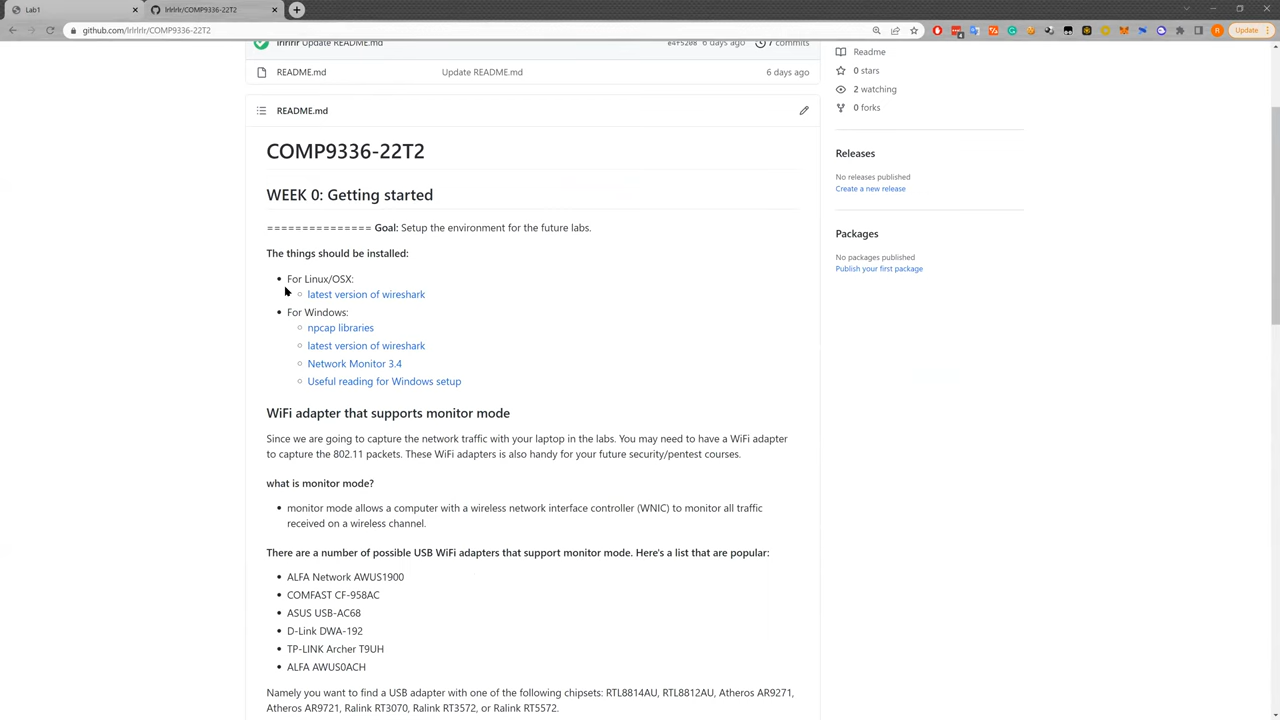 Lab1
lrlrlrlr/COMP9336-22T2
github.com/lrlrlrlr/COMP9336-22T2
Update
lrlrlrlr Update README.md
e4f5208 6 days ago
7 commits
README.md
Update README.md
6 days ago
README.md
COMP9336-22T2
WEEK 0: Getting started
=============== Goal: Setup the environment for the future labs.
The things should be installed:
For Linux/OSX:
latest version of wireshark
For Windows:
npcap libraries
latest version of wireshark
Network Monitor 3.4
Useful reading for Windows setup
WiFi adapter that supports monitor mode
Since we are going to capture the network traffic with your laptop in the labs. You may need to have a WiFi adapter
to capture the 802.11 packets. These WiFi adapters is also handy for your future security/pentest courses.
what is monitor mode?
monitor mode allows a computer with a wireless network interface controller (WNIC) to monitor all traffic
received on a wireless channel.
There are a number of possible USB WiFi adapters that support monitor mode. Here's a list that are popular:
ALFA Network AWUS1900
COMFAST CF-958AC
ASUS USB-AC68
D-Link DWA-192
TP-LINK Archer T9UH
ALFA AWUS0ACH
Namely you want to find a USB adapter with one of the following chipsets: RTL8814AU, RTL8812AU, Atheros AR9271,
Atheros AR9721, Ralink RT3070, Ralink RT3572, or Ralink RT5572.
Readme
0 stars
2 watching
0 forks
Releases
No releases published
Create a new release
Packages
No packages published
Publish your first package